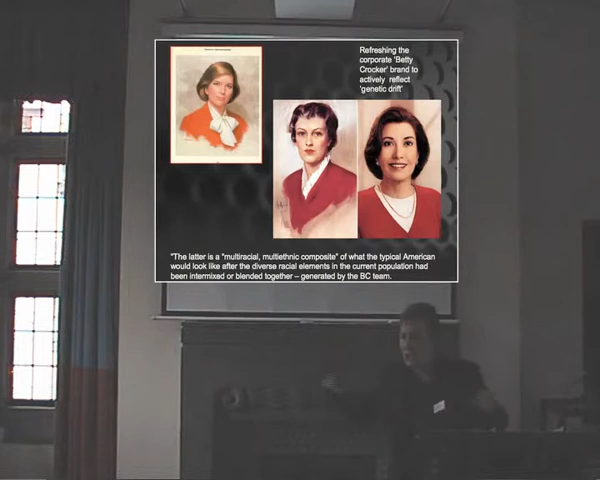 Refreshing the
corporate 'Betty
Crocker' brand to
actively reflect
'genetic drift'
"The latter is a "multiracial, multiethnic composite" of what the typical American
would look like after the diverse racial elements in the current population had
been intermixed or blended together – generated by the BC team.